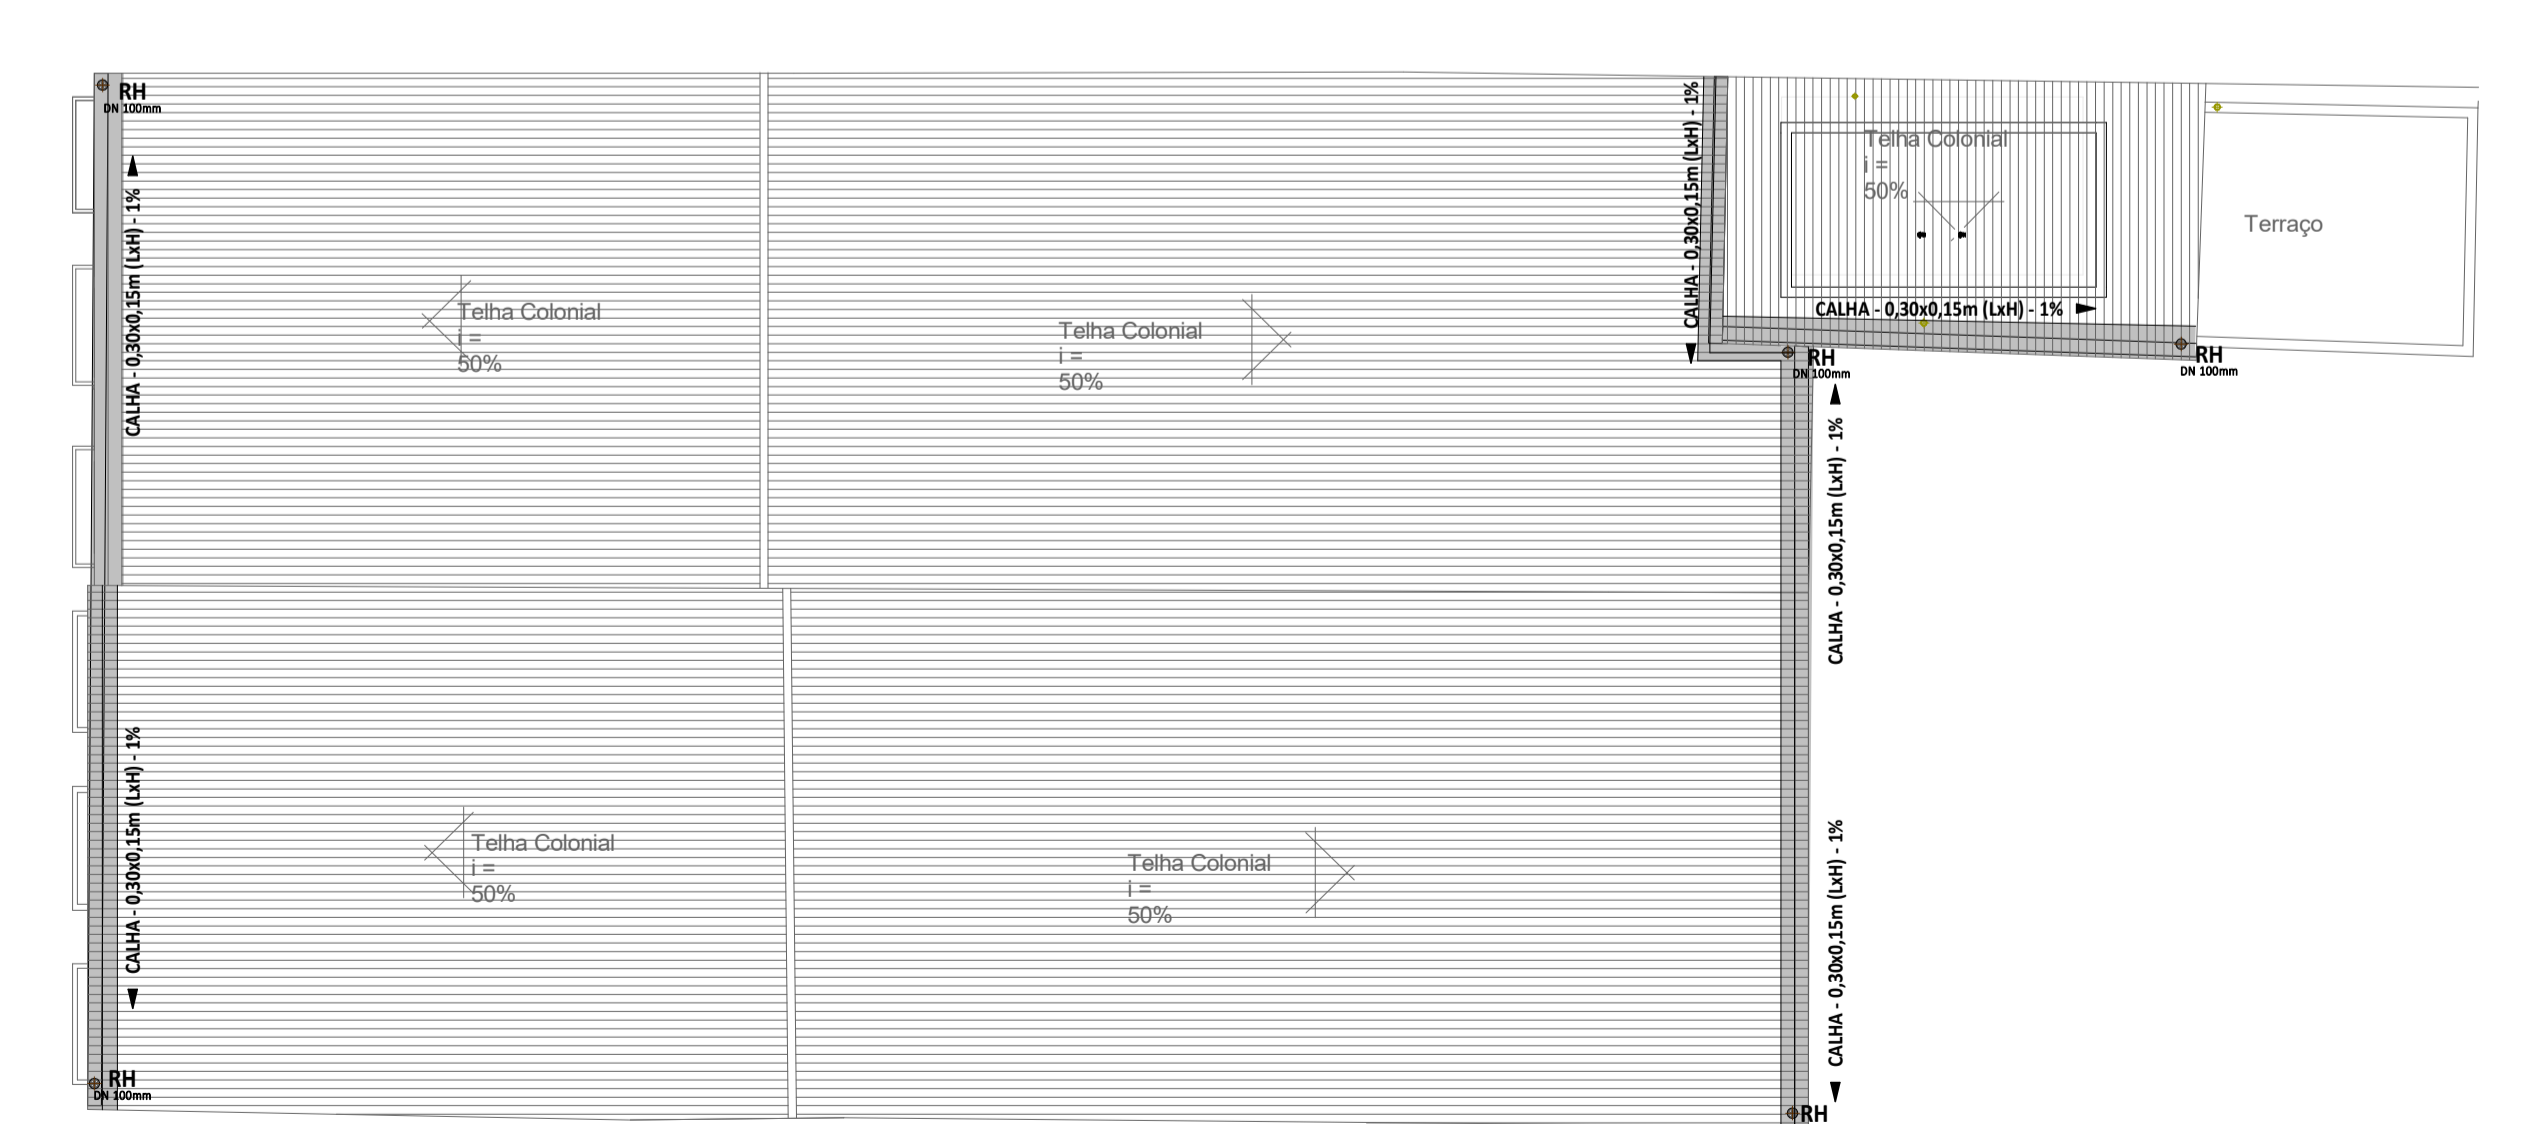 RH
DN 100mm
CALHA - 0,30x0,15m (LxH) - 1%
Telha Colonial
i =
50%
Telha Colonial
i =
50%
CALHA - 0,30x0,15m (LxH) - 1%
Telha Colonial
i =
50%
CALHA - 0,30x0,15m (LxH) - 1%
Terraço
RH
DN 100mm
RH
DN 100mm
CALHA - 0,30x0,15m (LxH) - 1%
CALHA - 0,30x0,15m (LxH) - 1%
Telha Colonial
i =
50%
Telha Colonial
i =
50%
CALHA - 0,30x0,15m (LxH) - 1%
RH
DN 100mm
RH